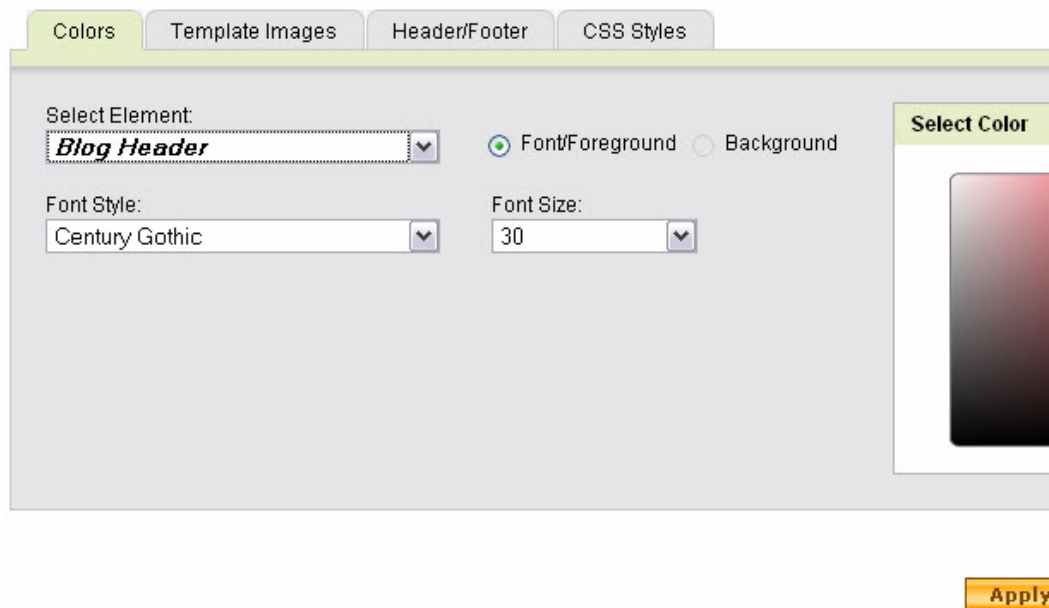 Colors Template Images Header/Footer CSS Styles
Select Element:
Blog Header
Font/Foreground Background
Select Color
Font Style:
Font Size:
Century Gothic
30
Apply